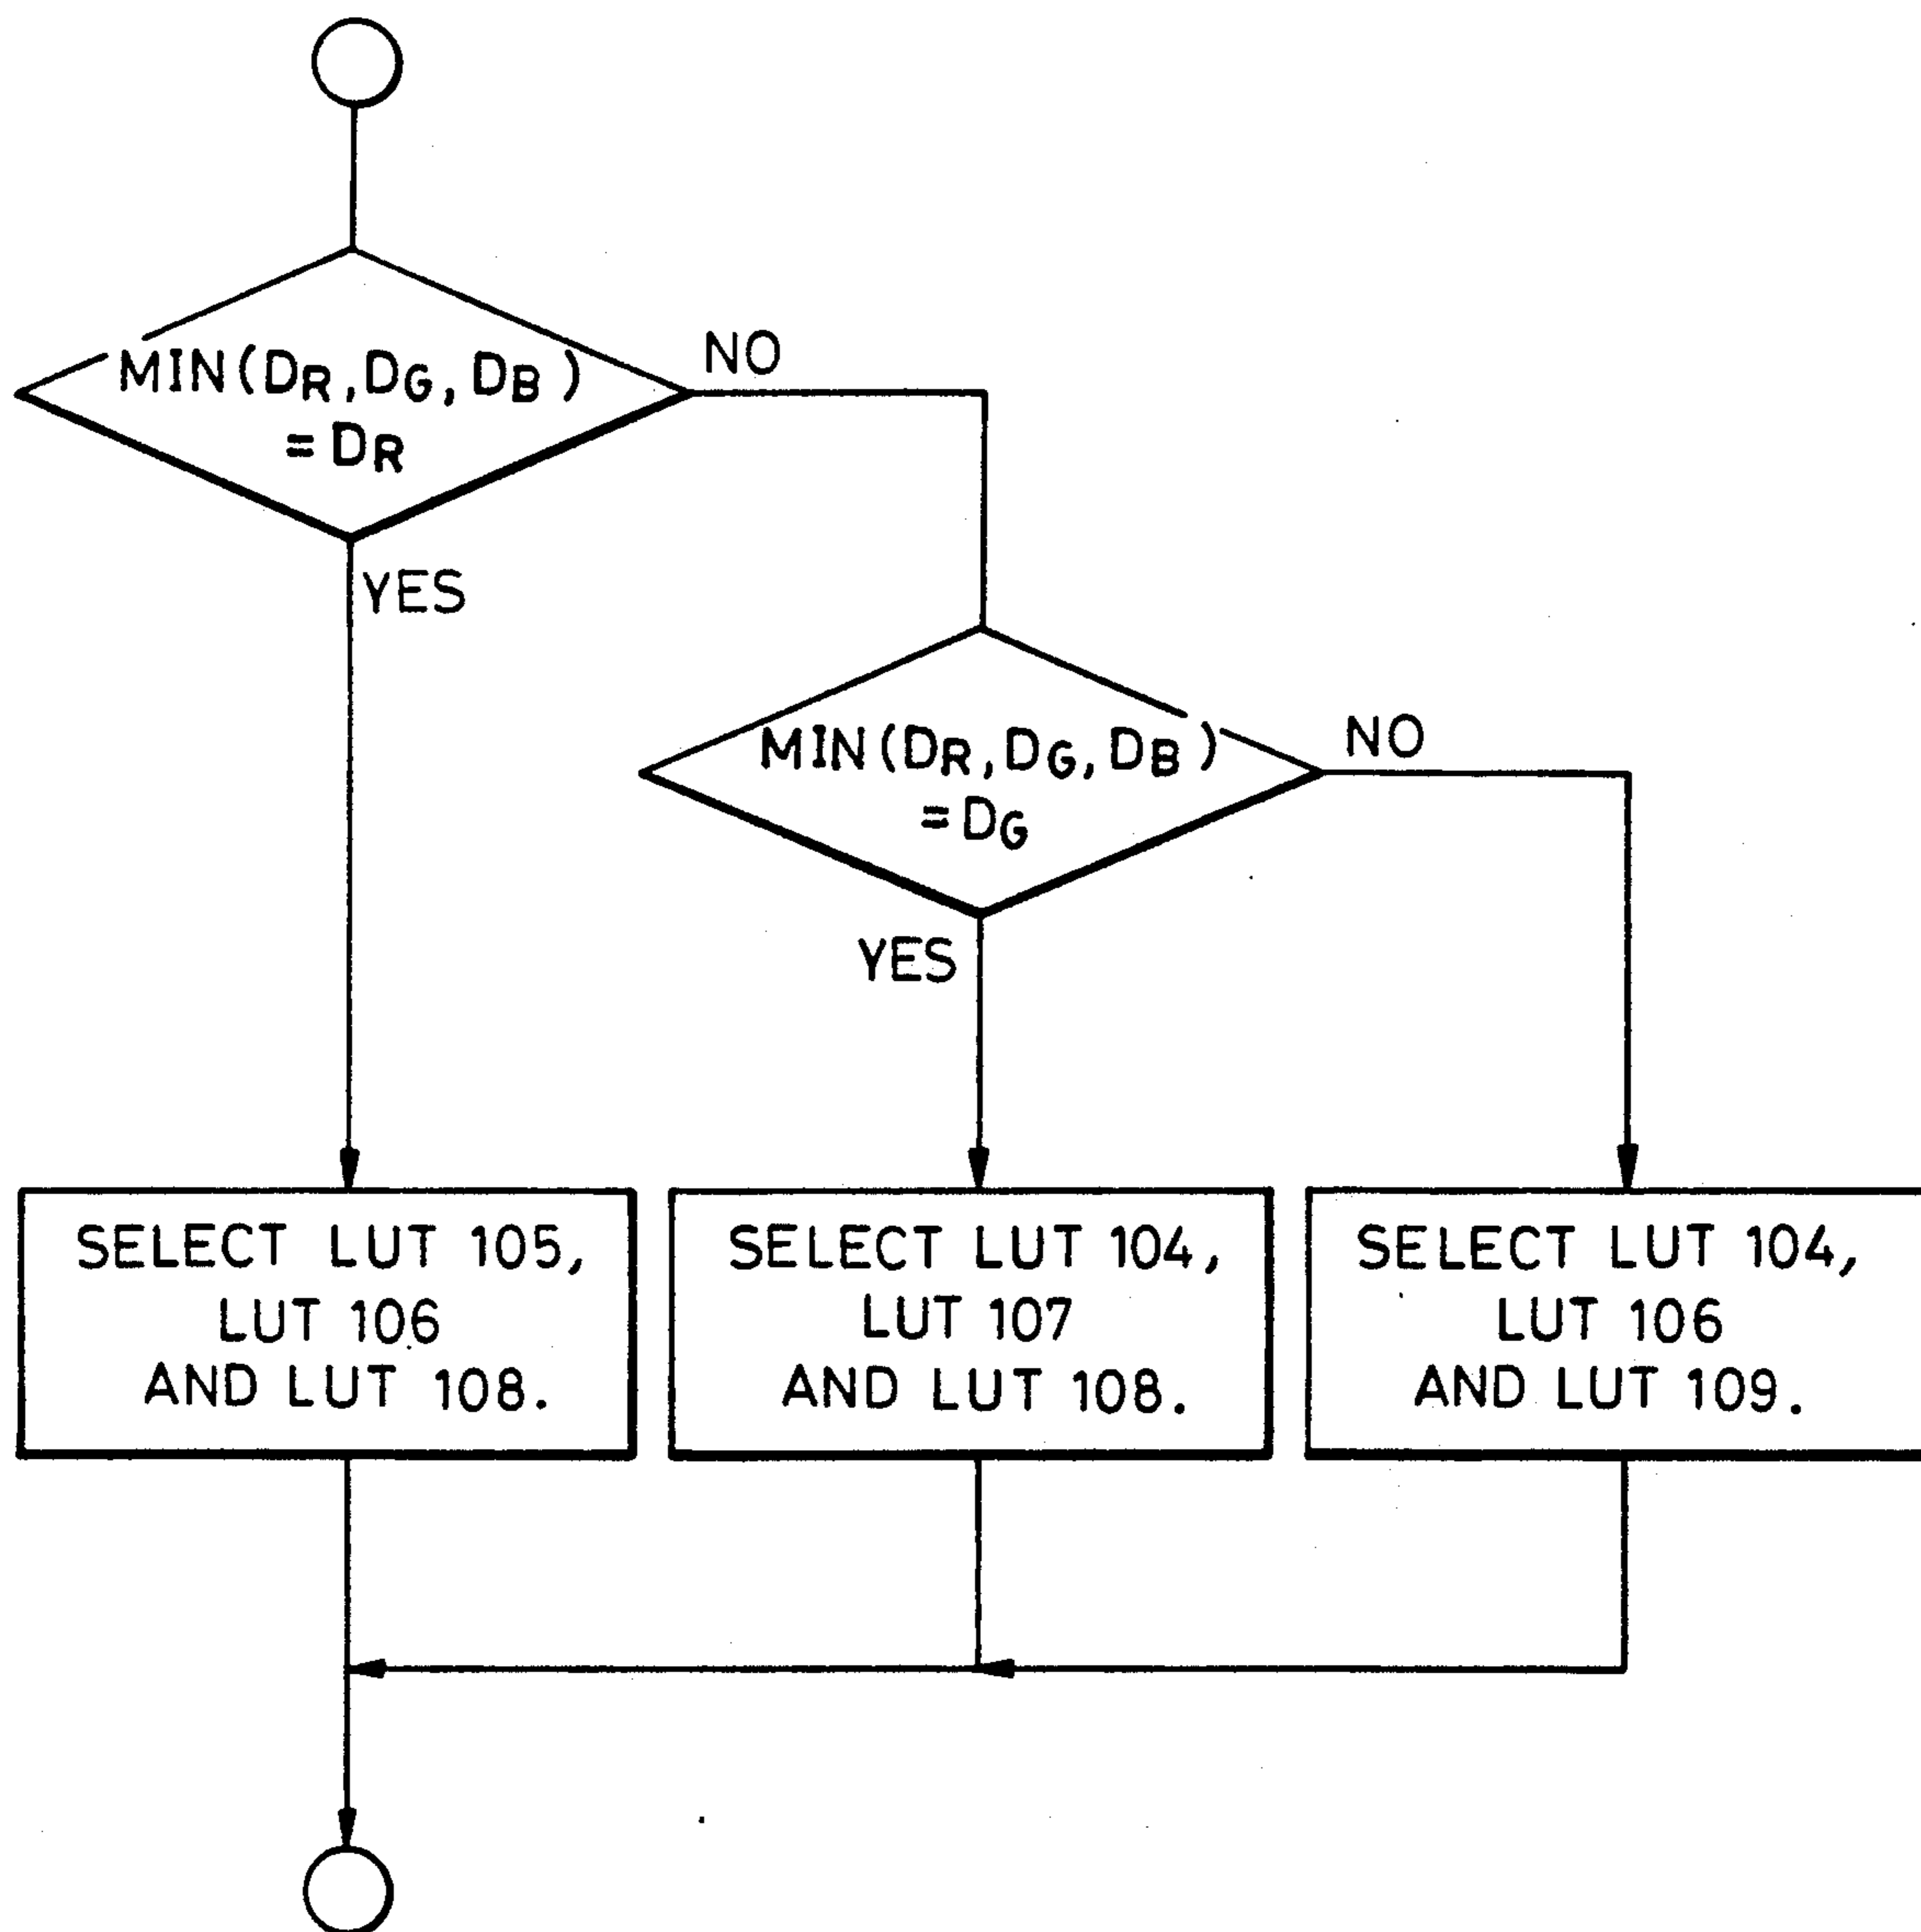 MIN(DR,DG,DB)
=DR
NO
YES
MIN(DR,DG,DB)
=DG
NO
YES
SELECT LUT 105,
LUT 106
AND LUT 108.
SELECT LUT 104,
LUT 107
AND LUT 108.
SELECT LUT 104,
LUT 106
AND LUT 109.